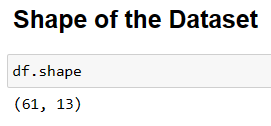 Shape of the Dataset
df.shape
(61, 13)